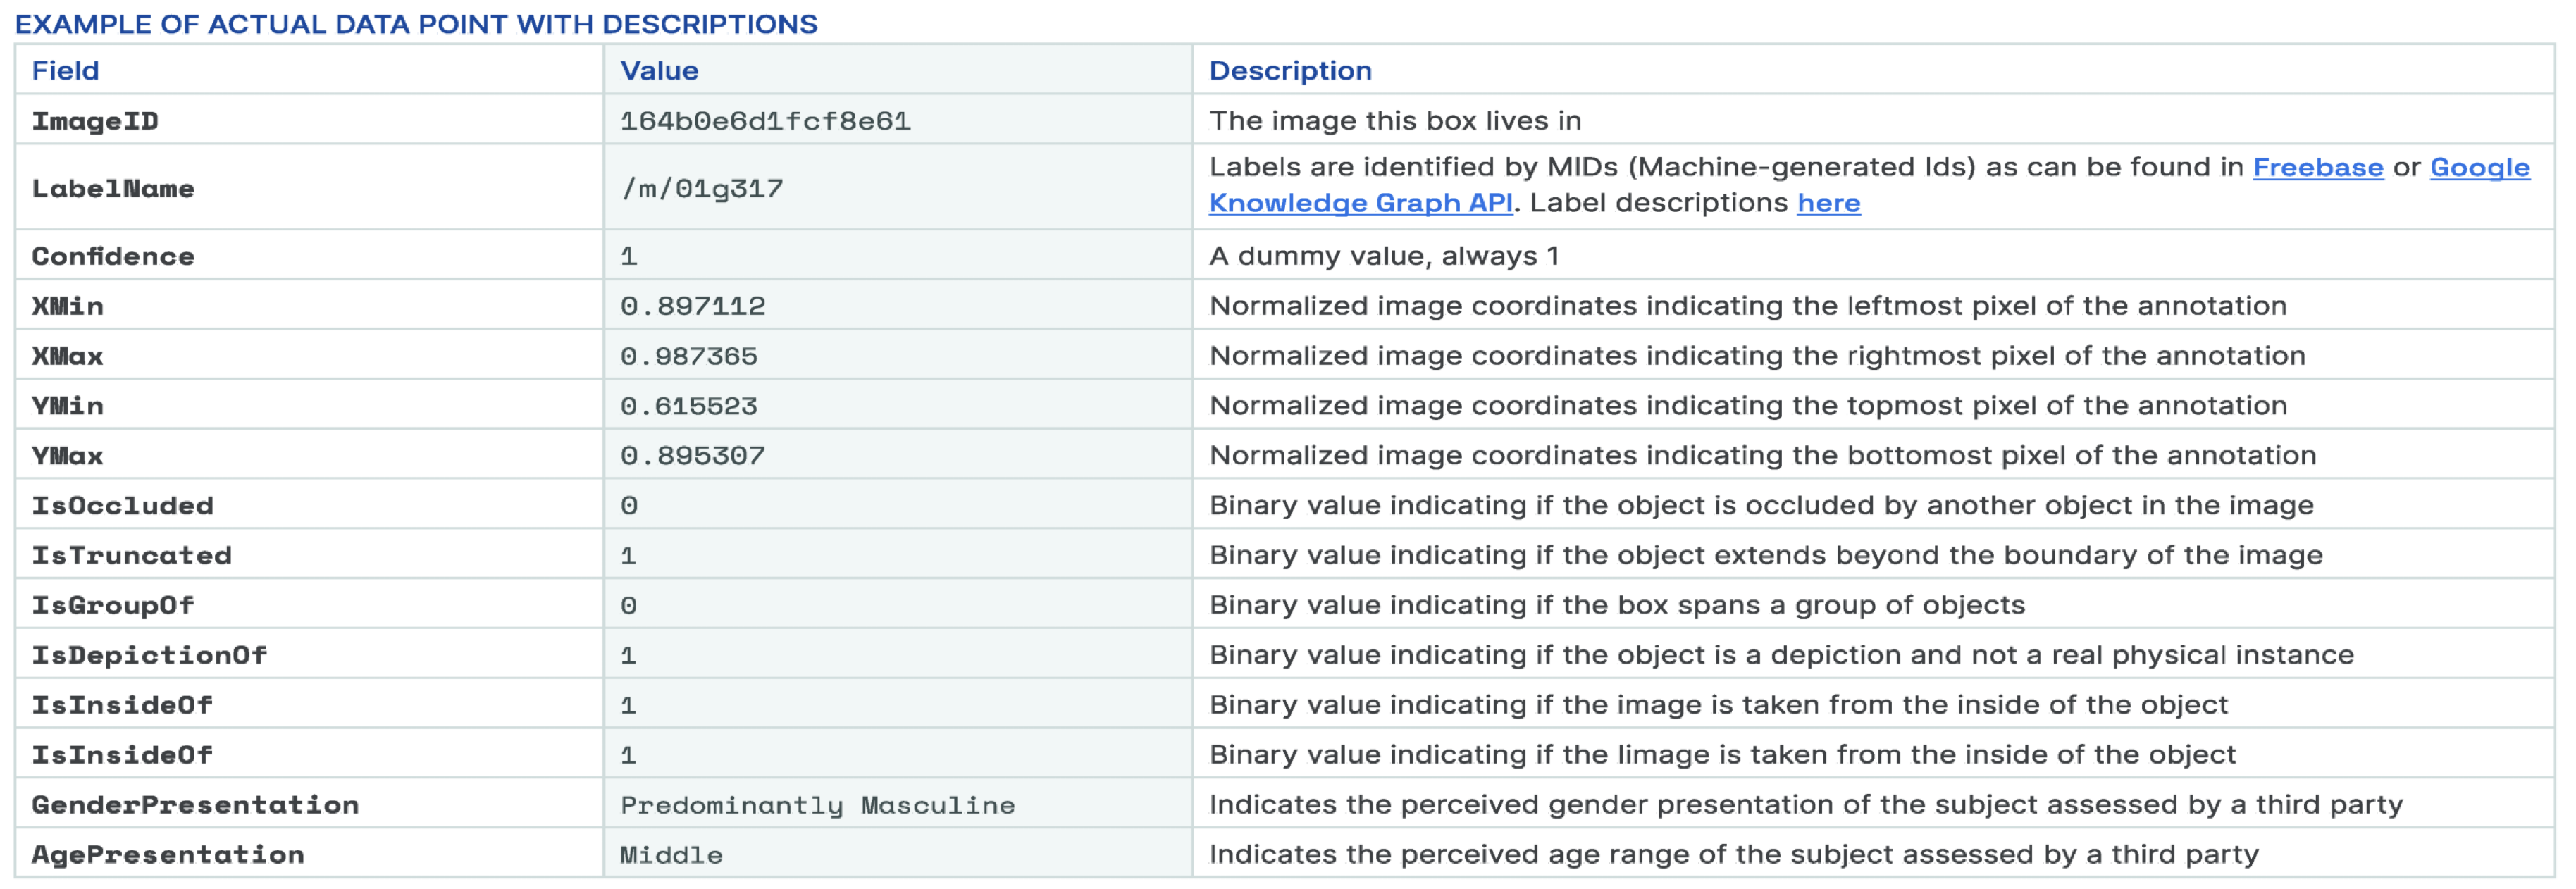 EXAMPLE OF ACTUAL DATA POINT WITH DESCRIPTIONS
Field Value Description
ImageID 164b0e6d1fcf8e61 The image this box lives in
LabelName /m/01g317 Labels are identified by MIDs (Machine-generated Ids) as can be found in Freebase or Google
Knowledge Graph API. Label descriptions here
Confidence 1 A dummy value, always 1
XMin 0.897112 Normalized image coordinates indicating the leftmost pixel of the annotation
XMax 0.987365 Normalized image coordinates indicating the rightmost pixel of the annotation
YMin 0.615523 Normalized image coordinates indicating the topmost pixel of the annotation
YMax 0.895307 Normalized image coordinates indicating the bottomost pixel of the annotation
IsOccluded 0 Binary value indicating if the object is occluded by another object in the image
IsTruncated 1 Binary value indicating if the object extends beyond the boundary of the image
IsGroupOf 0 Binary value indicating if the box spans a group of objects
IsDepictionOf 1 Binary value indicating if the object is a depiction and not a real physical instance
IsInsideOf 1 Binary value indicating if the image is taken from the inside of the object
IsInsideOf 1 Binary value indicating if the limage is taken from the inside of the object
GenderPresentation Predominantly Masculine Indicates the perceived gender presentation of the subject assessed by a third party
AgePresentation Middle Indicates the perceived age range of the subject assessed by a third party